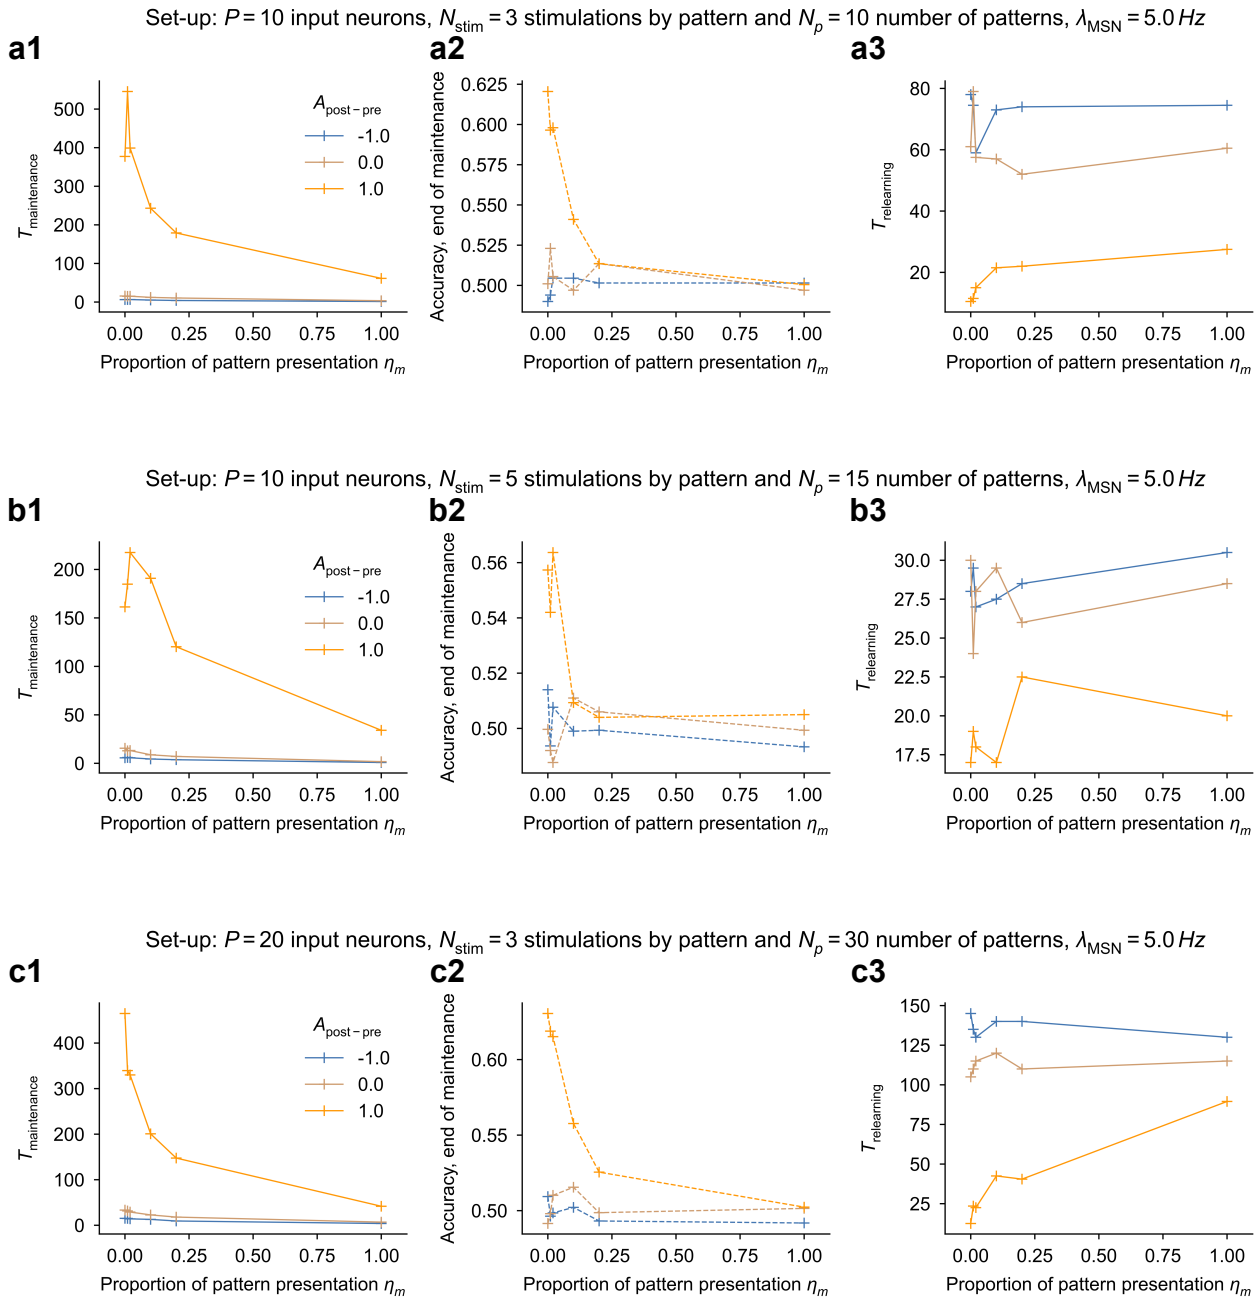 Set-up: P = 10 input neurons, N_stim = 3 stimulations by pattern and N_p = 10 number of patterns, λ_MSN = 5.0 Hz
a1
a2
a3
500
400
300
200
100
0
T_maintenance
A_post−pre
-1.0
0.0
1.0
0.00 0.25 0.50 0.75 1.00
Proportion of pattern presentation η_m
0.625
0.600
0.575
0.550
0.525
0.500
Accuracy, end of maintenance
0.00 0.25 0.50 0.75 1.00
Proportion of pattern presentation η_m
80
60
40
20
T_relearning
0.00 0.25 0.50 0.75 1.00
Proportion of pattern presentation η_m
Set-up: P = 10 input neurons, N_stim = 5 stimulations by pattern and N_p = 15 number of patterns, λ_MSN = 5.0 Hz
b1
b2
b3
200
150
100
50
0
T_maintenance
A_post−pre
-1.0
0.0
1.0
0.00 0.25 0.50 0.75 1.00
Proportion of pattern presentation η_m
0.56
0.54
0.52
0.50
Accuracy, end of maintenance
0.00 0.25 0.50 0.75 1.00
Proportion of pattern presentation η_m
30.0
27.5
25.0
22.5
20.0
17.5
T_relearning
0.00 0.25 0.50 0.75 1.00
Proportion of pattern presentation η_m
Set-up: P = 20 input neurons, N_stim = 3 stimulations by pattern and N_p = 30 number of patterns, λ_MSN = 5.0 Hz
c1
c2
c3
400
300
200
100
0
T_maintenance
A_post−pre
-1.0
0.0
1.0
0.00 0.25 0.50 0.75 1.00
Proportion of pattern presentation η_m
0.60
0.55
0.50
Accuracy, end of maintenance
0.00 0.25 0.50 0.75 1.00
Proportion of pattern presentation η_m
150
125
100
75
50
25
T_relearning
0.00 0.25 0.50 0.75 1.00
Proportion of pattern presentation η_m